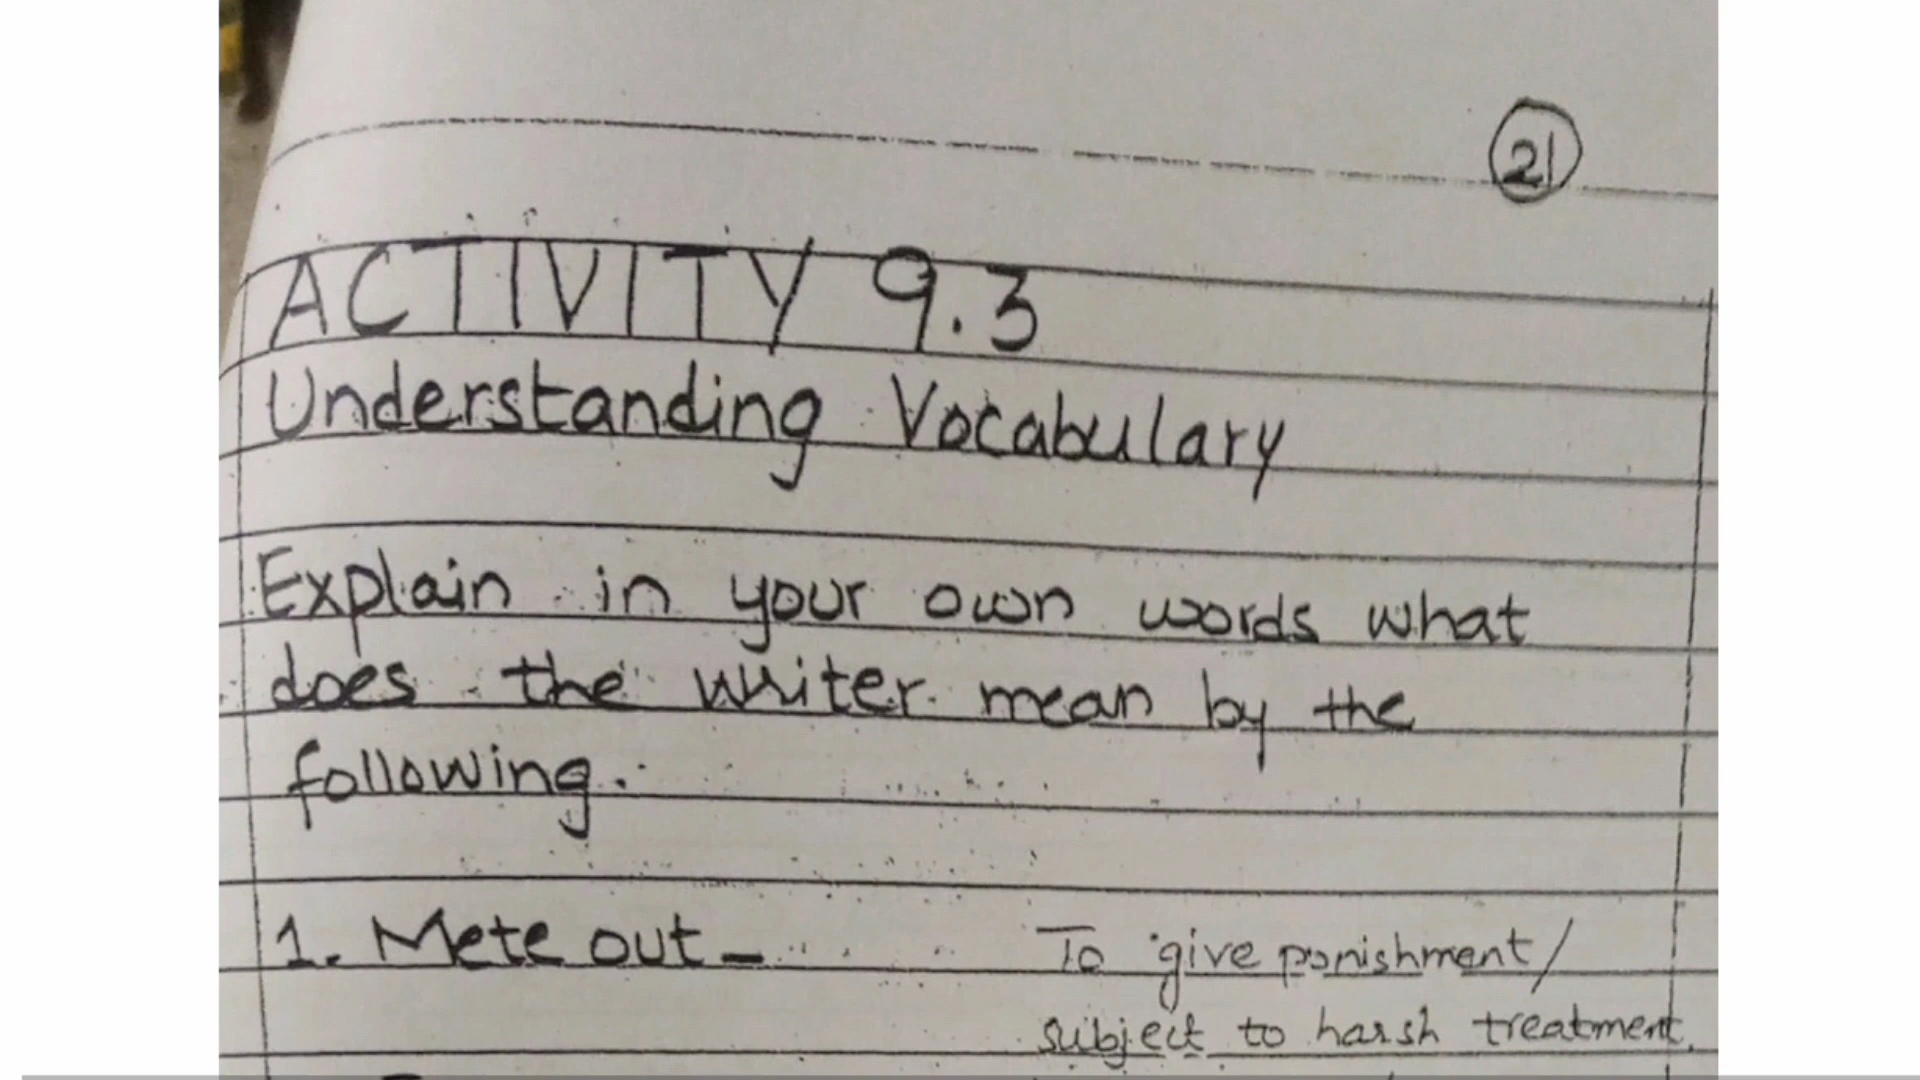 21
ACTIVITY 9.3
Understanding Vocabulary
Explain in your own words what
does the writer mean by the
following.
1. Mete out - To give ponishment/
subject to harsh treatment.